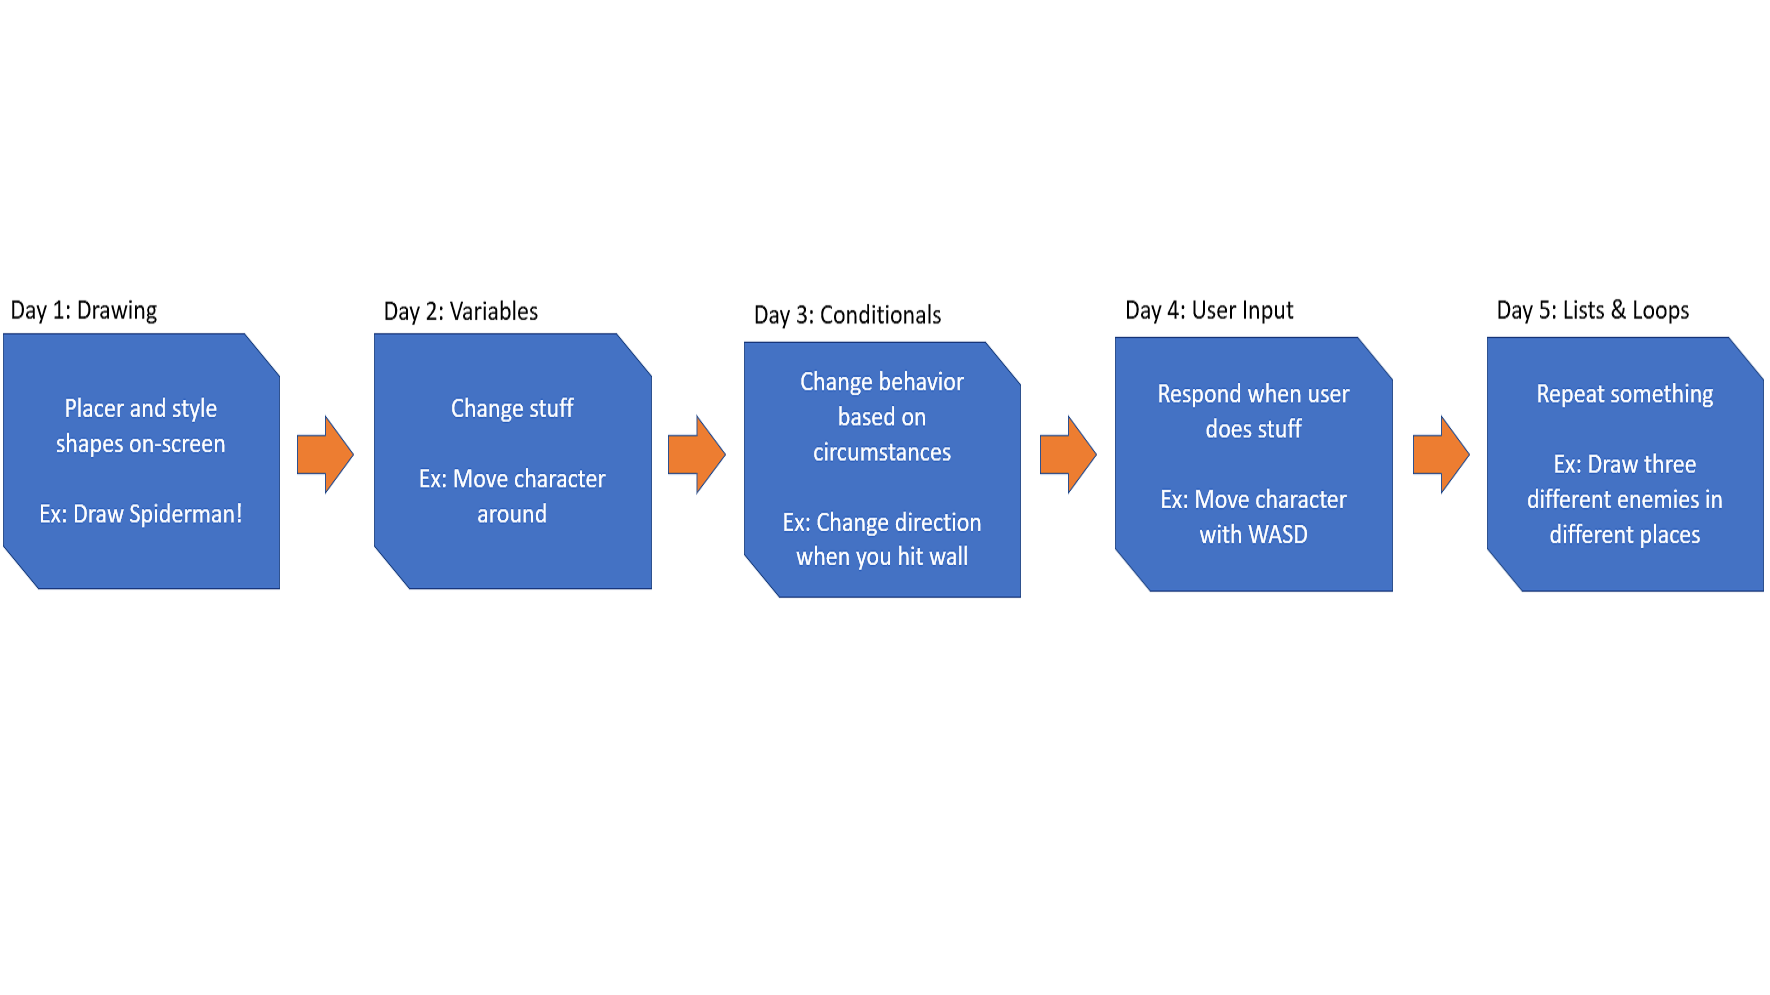 Day 1: Drawing
Placer and style
shapes on-screen
Ex: Draw Spiderman!
Day 2: Variables
Change stuff
Ex: Move character
around
Day 3: Conditionals
Change behavior
based on
circumstances
Ex: Change direction
when you hit wall
Day 4: User Input
Respond when user
does stuff
Ex: Move character
with WASD
Day 5: Lists & Loops
Repeat something
Ex: Draw three
different enemies in
different places